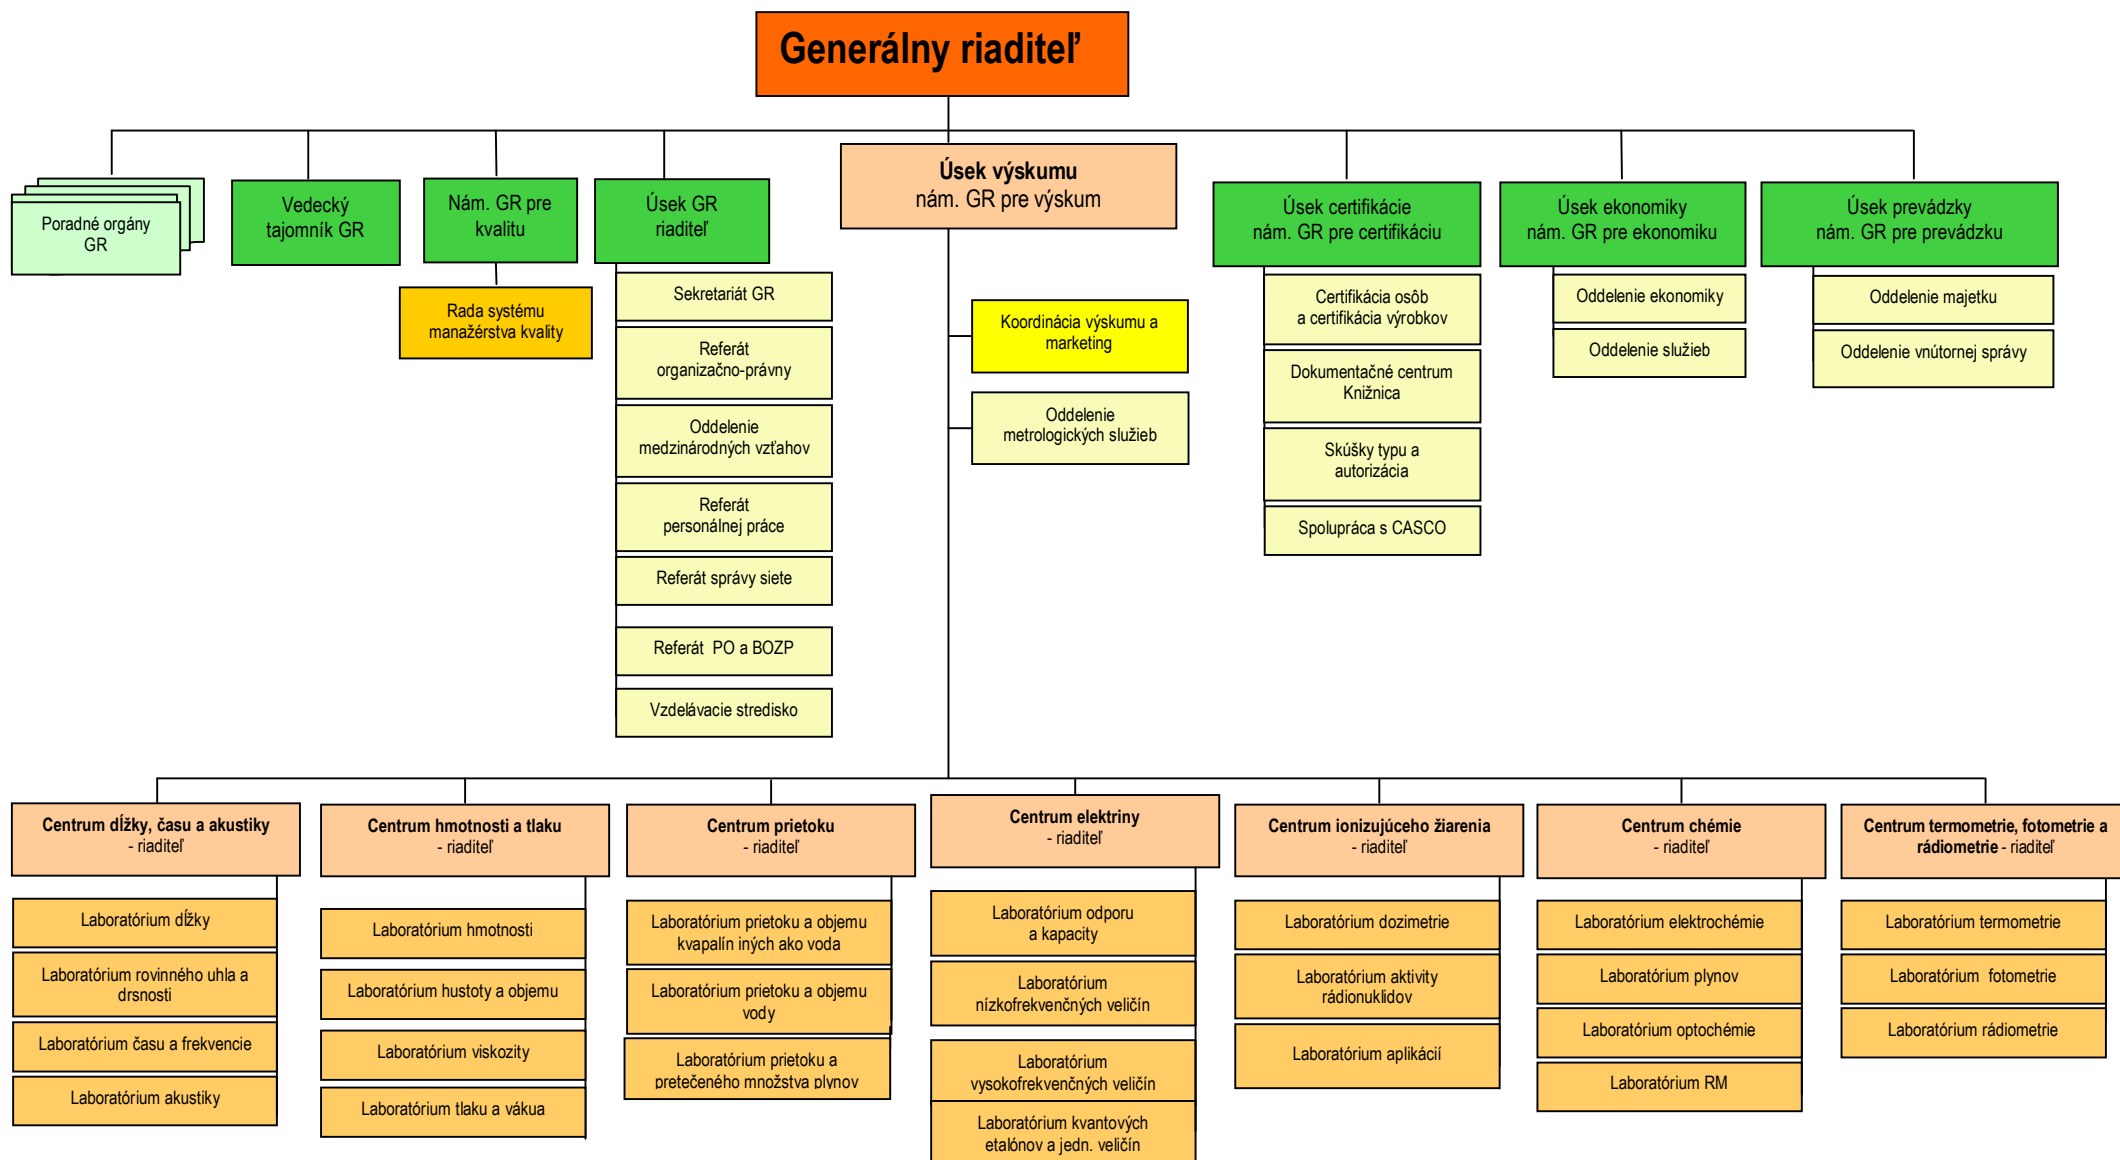 Generálny riaditeľ
Poradné orgány
GR
Vedecký
tajomník GR
Nám. GR pre
kvalitu
Rada systému
manažérstva kvality
Úsek GR
riaditeľ
Sekretariát GR
Referát
organizačno-právny
Oddelenie
medzinárodných vzťahov
Referát
personálnej práce
Referát správy siete
Referát PO a BOZP
Vzdelávacie stredisko
Úsek výskumu
nám. GR pre výskum
Koordinácia výskumu a
marketing
Oddelenie
metrologických služieb
Úsek certifikácie
nám. GR pre certifikáciu
Certifikácia osôb
a certifikácia výrobkov
Dokumentačné centrum
Knižnica
Skúšky typu a
autorizácia
Spolupráca s CASCO
Úsek ekonomiky
nám. GR pre ekonomiku
Oddelenie ekonomiky
Oddelenie služieb
Úsek prevádzky
nám. GR pre prevádzku
Oddelenie majetku
Oddelenie vnútornej správy
Centrum dĺžky, času a akustiky
- riaditeľ
Laboratórium dĺžky
Laboratórium rovinného uhla a
drsnosti
Laboratórium času a frekvencie
Laboratórium akustiky
Centrum hmotnosti a tlaku
- riaditeľ
Laboratórium hmotnosti
Laboratórium hustoty a objemu
Laboratórium viskozity
Laboratórium tlaku a vákua
Centrum prietoku
- riaditeľ
Laboratórium prietoku a objemu
kvapalín iných ako voda
Laboratórium prietoku a objemu
vody
Laboratórium prietoku a
pretečeného množstva plynov
Centrum elektriny
- riaditeľ
Laboratórium odporu
a kapacity
Laboratórium
nízkofrekvenčných veličín
Laboratórium
vysokofrekvenčných veličín
Laboratórium kvantových
etalónov a jedn. veličín
Centrum ionizujúceho žiarenia
- riaditeľ
Laboratórium dozimetrie
Laboratórium aktivity
rádionuklidov
Laboratórium aplikácií
Centrum chémie
- riaditeľ
Laboratórium elektrochémie
Laboratórium plynov
Laboratórium optochémie
Laboratórium RM
Centrum termometrie, fotometrie a
rádiometrie - riaditeľ
Laboratórium termometrie
Laboratórium fotometrie
Laboratórium rádiometrie